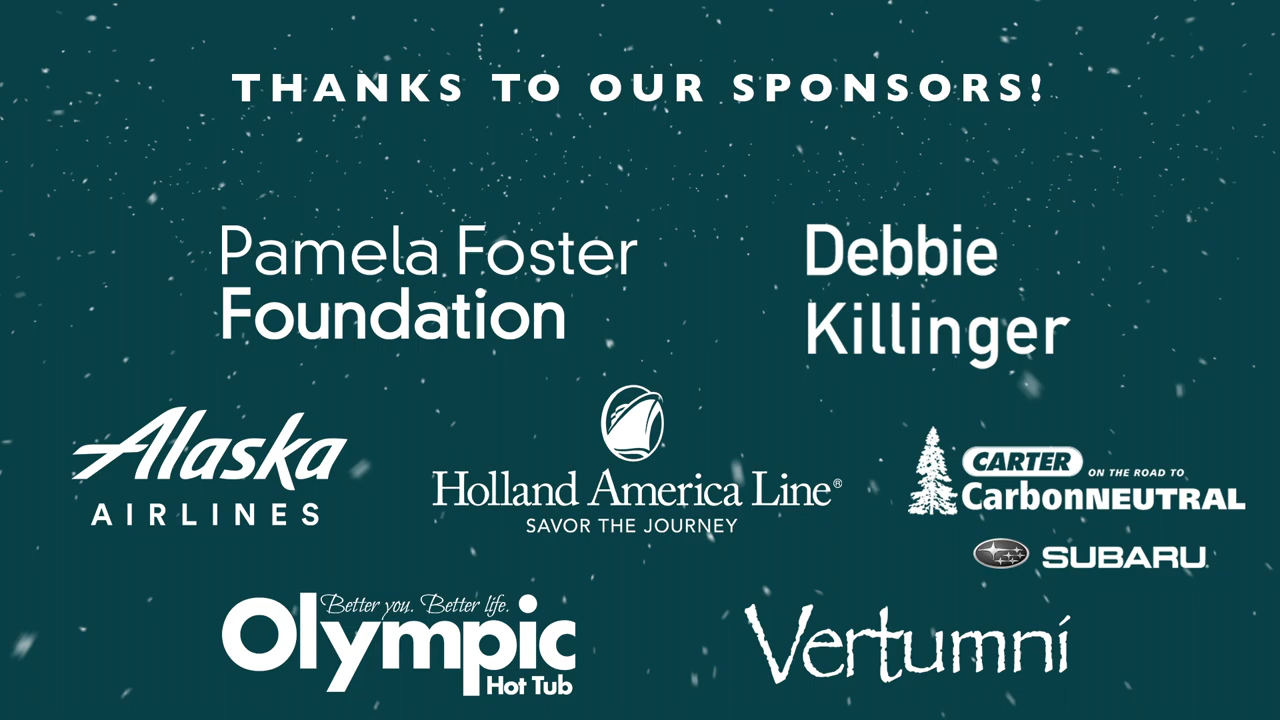 THANKS TO OUR SPONSORS!
Pamela Foster
Foundation
Debbie
Killinger
Alaska
AIRLINES
Holland America Line®
SAVOR THE JOURNEY
CARTER ON THE ROAD TO
CarbonNEUTRAL
SUBARU
Better you. Better life.
Olympic
Hot Tub
Vertumni